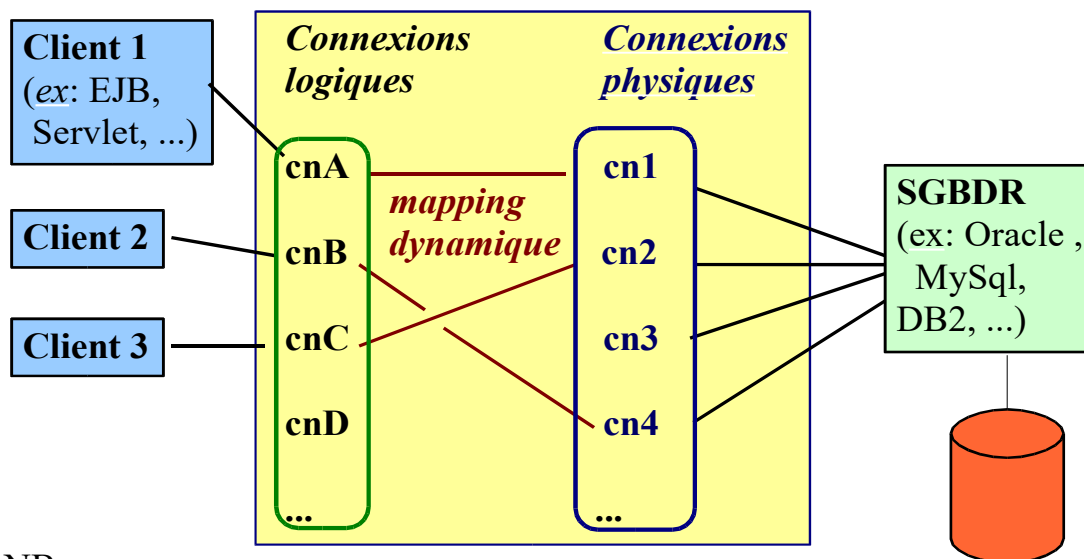 Client 1
(ex: EJB,
Servlet, ...)
Client 2
Client 3
Connexions
logiques
cnA
cnB
cnC
cnD
...
mapping
dynamique
Connexions
physiques
cn1
cn2
cn3
cn4
...
SGBDR
(ex: Oracle ,
MySql,
DB2, ...)